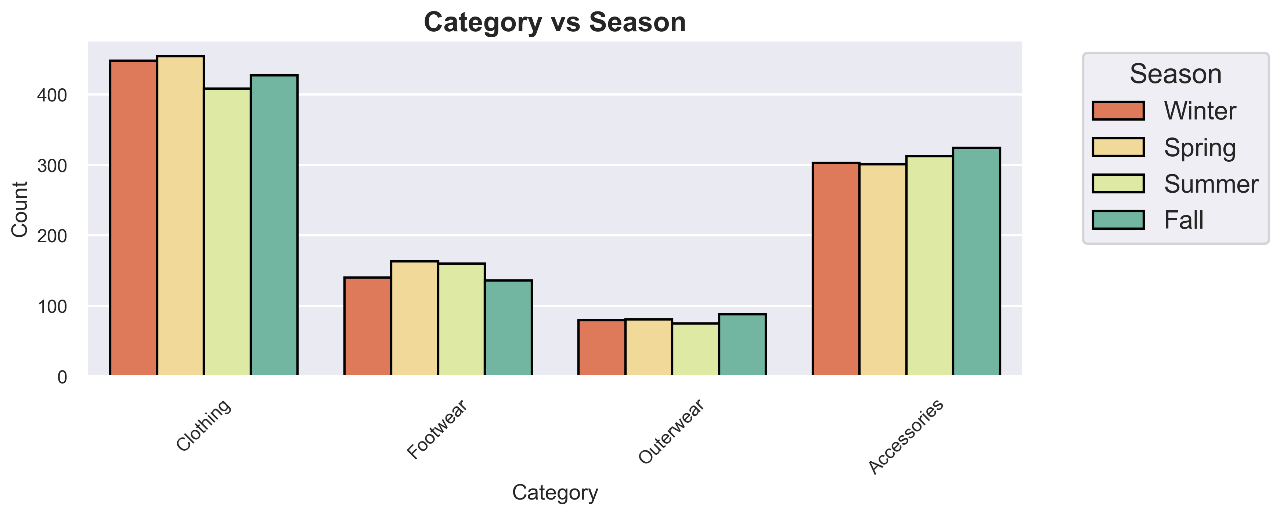 Category vs Season
Count
400
300
200
100
0
Clothing
Footwear
Outerwear
Accessories
Category
Season
Winter
Spring
Summer
Fall